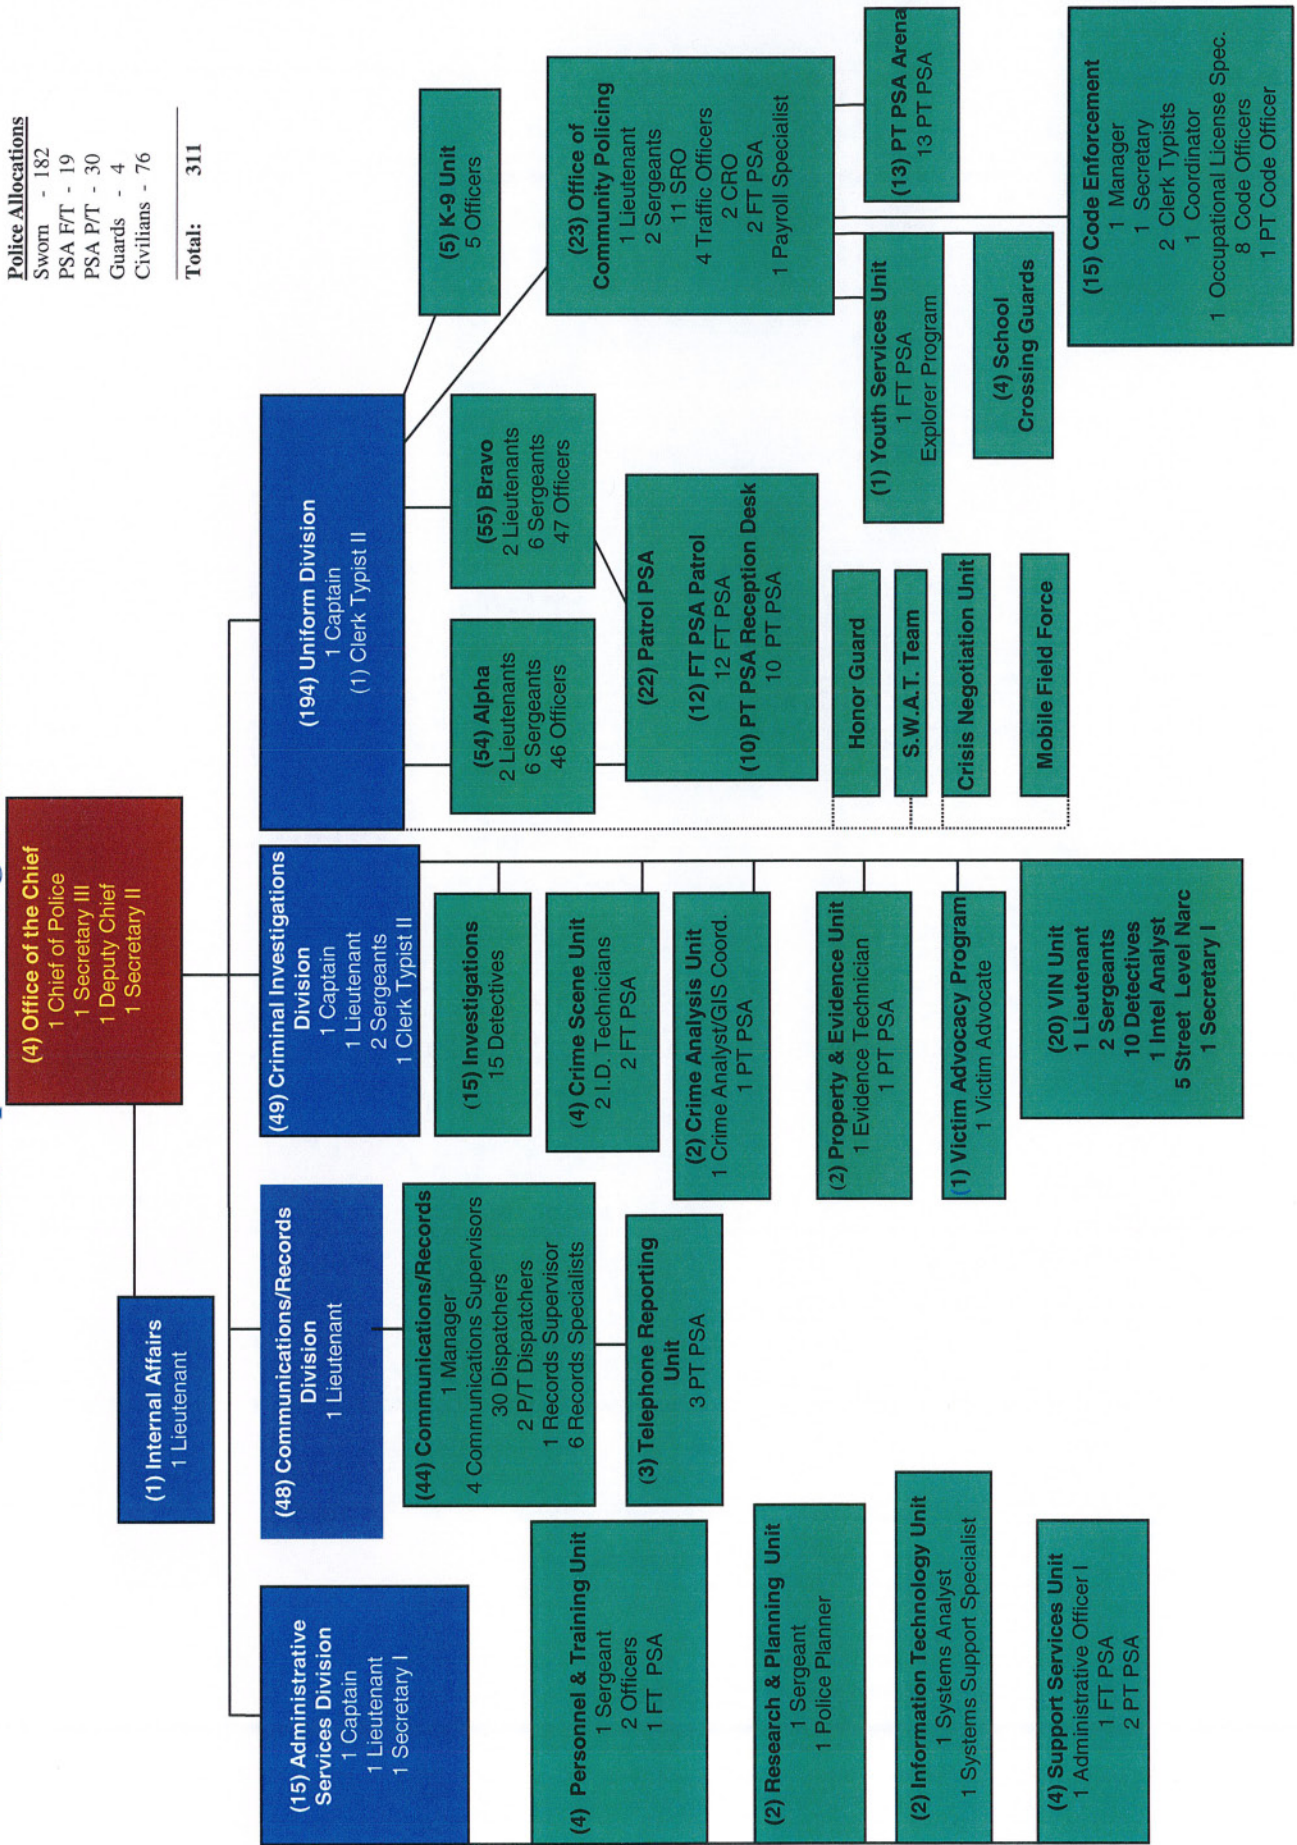 Police Allocations
Sworn - 182
PSA F/T - 19
PSA P/T - 30
Guards - 4
Civilians - 76
Total: 311
(4) Office of the Chief
1 Chief of Police
1 Secretary III
1 Deputy Chief
1 Secretary II
(1) Internal Affairs
1 Lieutenant
(15) Administrative
Services Division
1 Captain
1 Lieutenant
1 Secretary I
(4) Personnel & Training Unit
1 Sergeant
2 Officers
1 FT PSA
(2) Research & Planning Unit
1 Sergeant
1 Police Planner
(2) Information Technology Unit
1 Systems Analyst
1 Systems Support Specialist
(4) Support Services Unit
1 Administrative Officer I
1 FT PSA
2 PT PSA
(48) Communications/Records
Division
1 Lieutenant
(44) Communications/Records
1 Manager
4 Communications Supervisors
30 Dispatchers
2 P/T Dispatchers
1 Records Supervisor
6 Records Specialists
(3) Telephone Reporting
Unit
3 PT PSA
(49) Criminal Investigations
Division
1 Captain
1 Lieutenant
2 Sergeants
1 Clerk Typist II
(15) Investigations
15 Detectives
(4) Crime Scene Unit
2 I.D. Technicians
2 FT PSA
(2) Crime Analysis Unit
1 Crime Analyst/GIS Coord.
1 PT PSA
(2) Property & Evidence Unit
1 Evidence Technician
1 PT PSA
(1) Victim Advocacy Program
1 Victim Advocate
(20) VIN Unit
1 Lieutenant
2 Sergeants
10 Detectives
1 Intel Analyst
5 Street Level Narc
1 Secretary I
(194) Uniform Division
1 Captain
(1) Clerk Typist II
(54) Alpha
2 Lieutenants
6 Sergeants
46 Officers
(55) Bravo
2 Lieutenants
6 Sergeants
47 Officers
(22) Patrol PSA
(12) FT PSA Patrol
12 FT PSA
(10) PT PSA Reception Desk
10 PT PSA
Honor Guard
S.W.A.T. Team
Crisis Negotiation Unit
Mobile Field Force
(5) K-9 Unit
5 Officers
(23) Office of
Community Policing
1 Lieutenant
2 Sergeants
11 SRO
4 Traffic Officers
2 CRO
2 FT PSA
1 Payroll Specialist
(1) Youth Services Unit
1 FT PSA
Explorer Program
(13) PT PSA Arena
13 PT PSA
(4) School
Crossing Guards
(15) Code Enforcement
1 Manager
1 Secretary
2 Clerk Typists
1 Coordinator
1 Occupational License Spec.
8 Code Officers
1 PT Code Officer